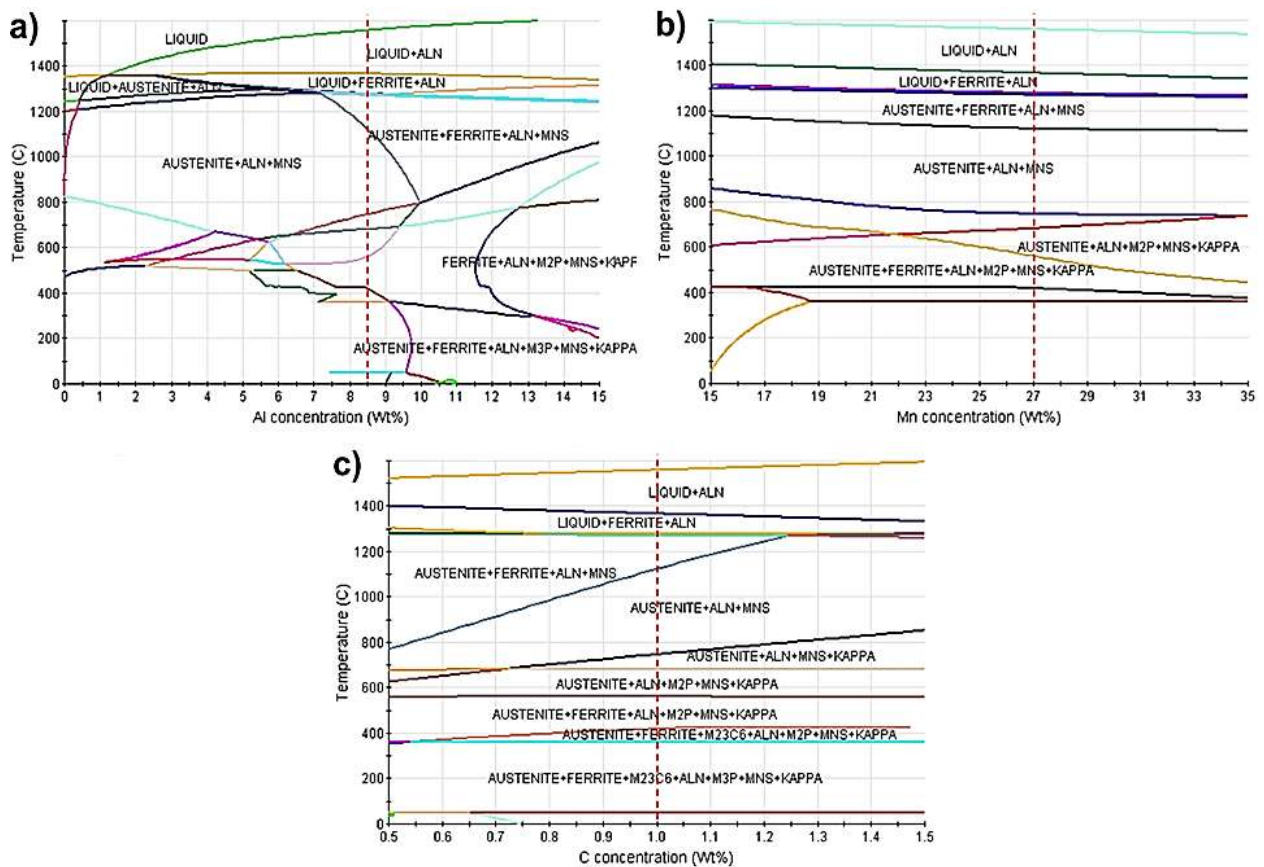 a)
LIQUID
LIQUID+ALN
LIQUID+AUSTENITE+ALN
LIQUID+FERRITE+ALN
AUSTENITE+FERRITE+ALN+MNS
AUSTENITE+ALN+MNS
FERRITE+ALN+M2P+MNS+KAPF
AUSTENITE+FERRITE+ALN+M3P+MNS+KAPPA
Temperature (C)
1400
1200
1000
800
600
400
200
0
0 1 2 3 4 5 6 7 8 9 10 11 12 13 14 15
Al concentration (Wt%)
b)
LIQUID+ALN
LIQUID+FERRITE+ALN
AUSTENITE+FERRITE+ALN+MNS
AUSTENITE+ALN+MNS
AUSTENITE+ALN+M2P+MNS+KAPPA
AUSTENITE+FERRITE+ALN+M2P+MNS+KAPPA
Temperature (C)
1400
1200
1000
800
600
400
200
0
15 17 19 21 23 25 27 29 31 33 35
Mn concentration (Wt%)
c)
LIQUID+ALN
LIQUID+FERRITE+ALN
AUSTENITE+FERRITE+ALN+MNS
AUSTENITE+ALN+MNS
AUSTENITE+ALN+MNS+KAPPA
AUSTENITE+ALN+M2P+MNS+KAPPA
AUSTENITE+FERRITE+ALN+M2P+MNS+KAPPA
AUSTENITE+FERRITE+M23C6+ALN+M2P+MNS+KAPPA
AUSTENITE+FERRITE+M23C6+ALN+M3P+MNS+KAPPA
Temperature (C)
1400
1200
1000
800
600
400
200
0
0.5 0.6 0.7 0.8 0.9 1.0 1.1 1.2 1.3 1.4 1.5
C concentration (Wt%)